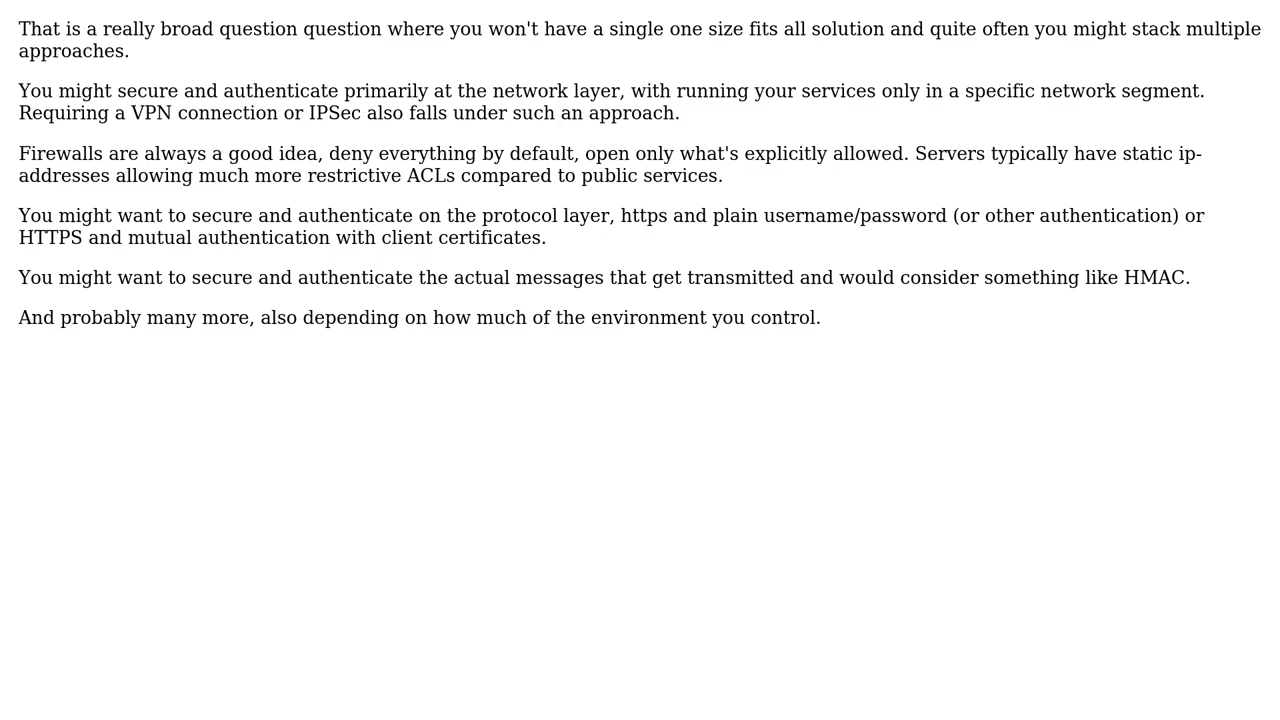 That is a really broad question question where you won't have a single one size fits all solution and quite often you might stack multiple
approaches.
You might secure and authenticate primarily at the network layer, with running your services only in a specific network segment.
Requiring a VPN connection or IPSec also falls under such an approach.
Firewalls are always a good idea, deny everything by default, open only what's explicitly allowed. Servers typically have static ip-
addresses allowing much more restrictive ACLs compared to public services.
You might want to secure and authenticate on the protocol layer, https and plain username/password (or other authentication) or
HTTPS and mutual authentication with client certificates.
You might want to secure and authenticate the actual messages that get transmitted and would consider something like HMAC.
And probably many more, also depending on how much of the environment you control.